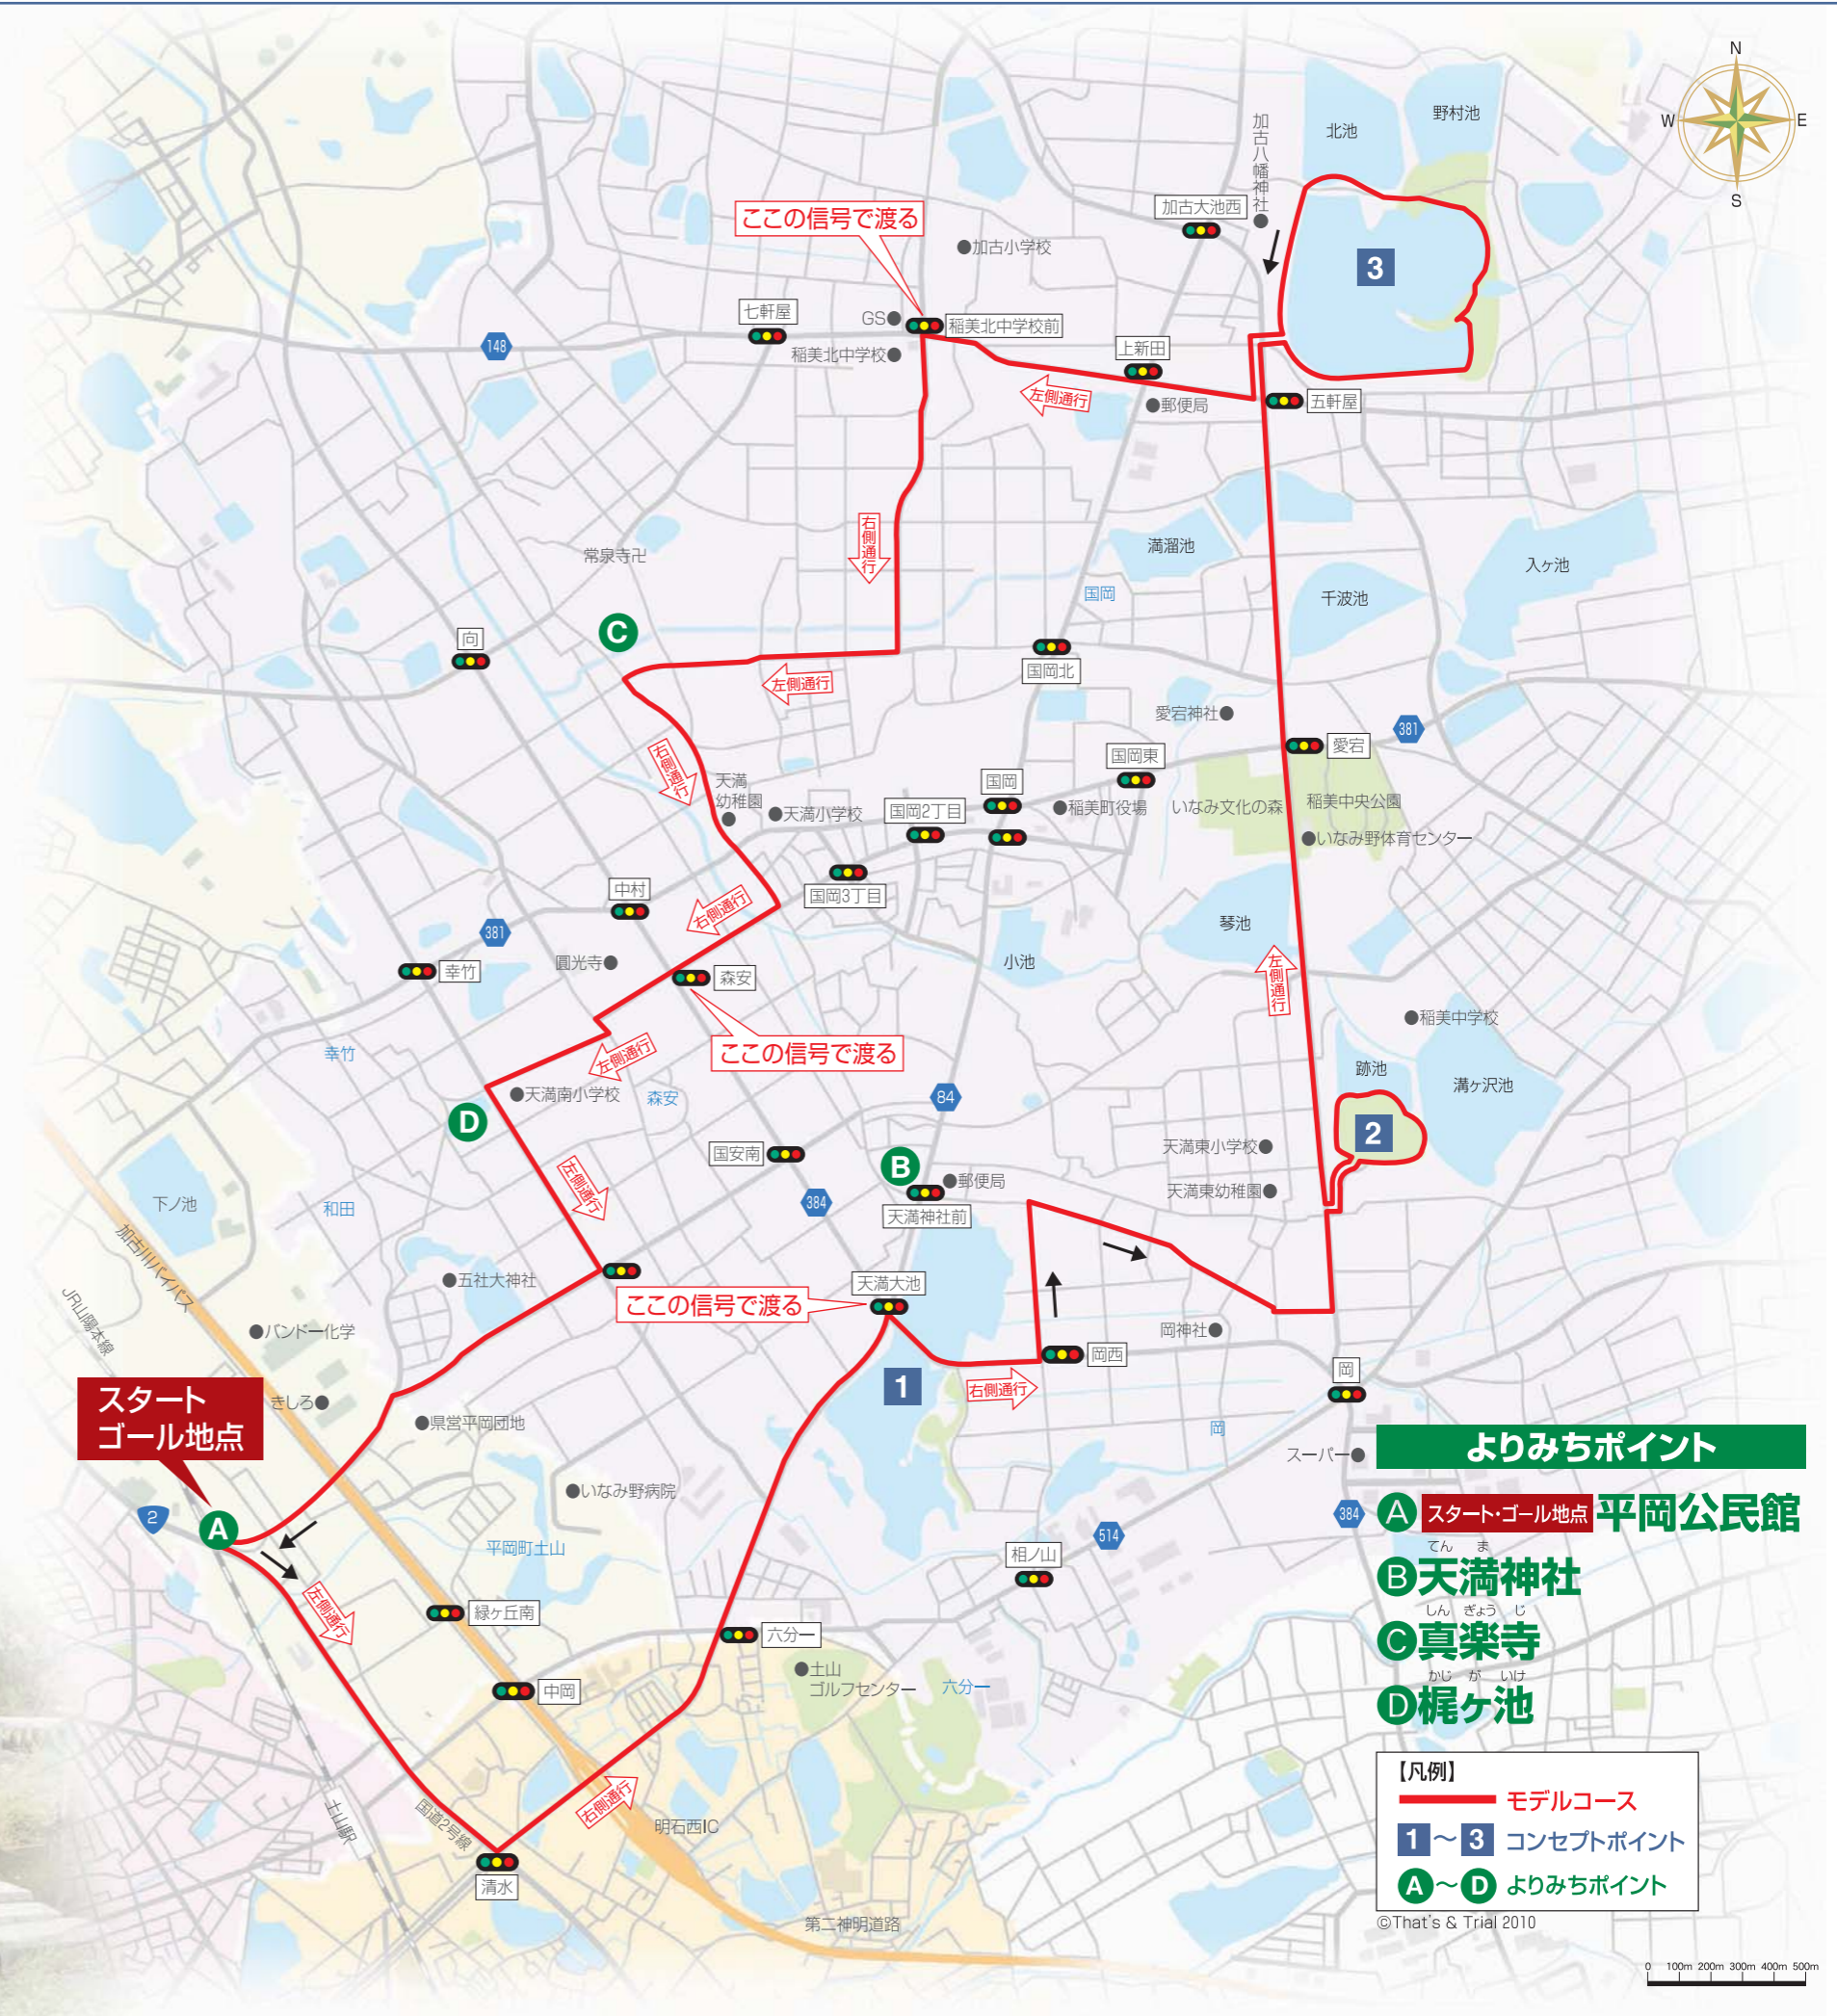 N
W
E
S
野村池
北池
加古八幡神社
加古大池西
ここの信号で渡る
加古小学校
3
七軒屋
GS
稲美北中学校前
148
稲美北中学校
上新田
左側通行
郵便局
五軒屋
右側通行
常泉寺卍
満溜池
入ヶ池
国岡
千波池
C
向
国岡北
左側通行
愛宕神社
381
右側通行
愛宕
国岡東
天満
幼稚園
天満小学校
国岡
国岡2丁目
稲美町役場
いなみ文化の森
稲美中央公園
いなみ野体育センター
中村
国岡3丁目
右側通行
381
琴池
圓光寺
小池
幸竹
森安
左側通行
稲美中学校
幸竹
左側通行
ここの信号で渡る
跡池
溝ヶ沢池
天満南小学校
森安
84
D
2
国安南
天満東小学校
B
郵便局
左側通行
天満東幼稚園
下ノ池
和田
384
天満神社前
加古川バイパス
五社大神社
天満大池
ここの信号で渡る
JR山陽本線
バンドー化学
岡神社
岡西
岡
スタート
ゴール地点
きしろ
1
右側通行
県営平岡団地
岡
スーパー
いなみ野病院
2
A
384
514
平岡町土山
相ノ山
左側通行
緑ヶ丘南
六分一
土山
ゴルフセンター
六分一
中岡
右側通行
土山駅
国道2号線
明石西IC
清水
第二神明道路
よりみちポイント
A スタート・ゴール地点 平岡公民館
てん ま
B 天満神社
しん ぎょう じ
C 真楽寺
かじ が いけ
D 梶ヶ池
【凡例】
モデルコース
1～3 コンセプトポイント
A～D よりみちポイント
©That's & Trial 2010
0 100m 200m 300m 400m 500m